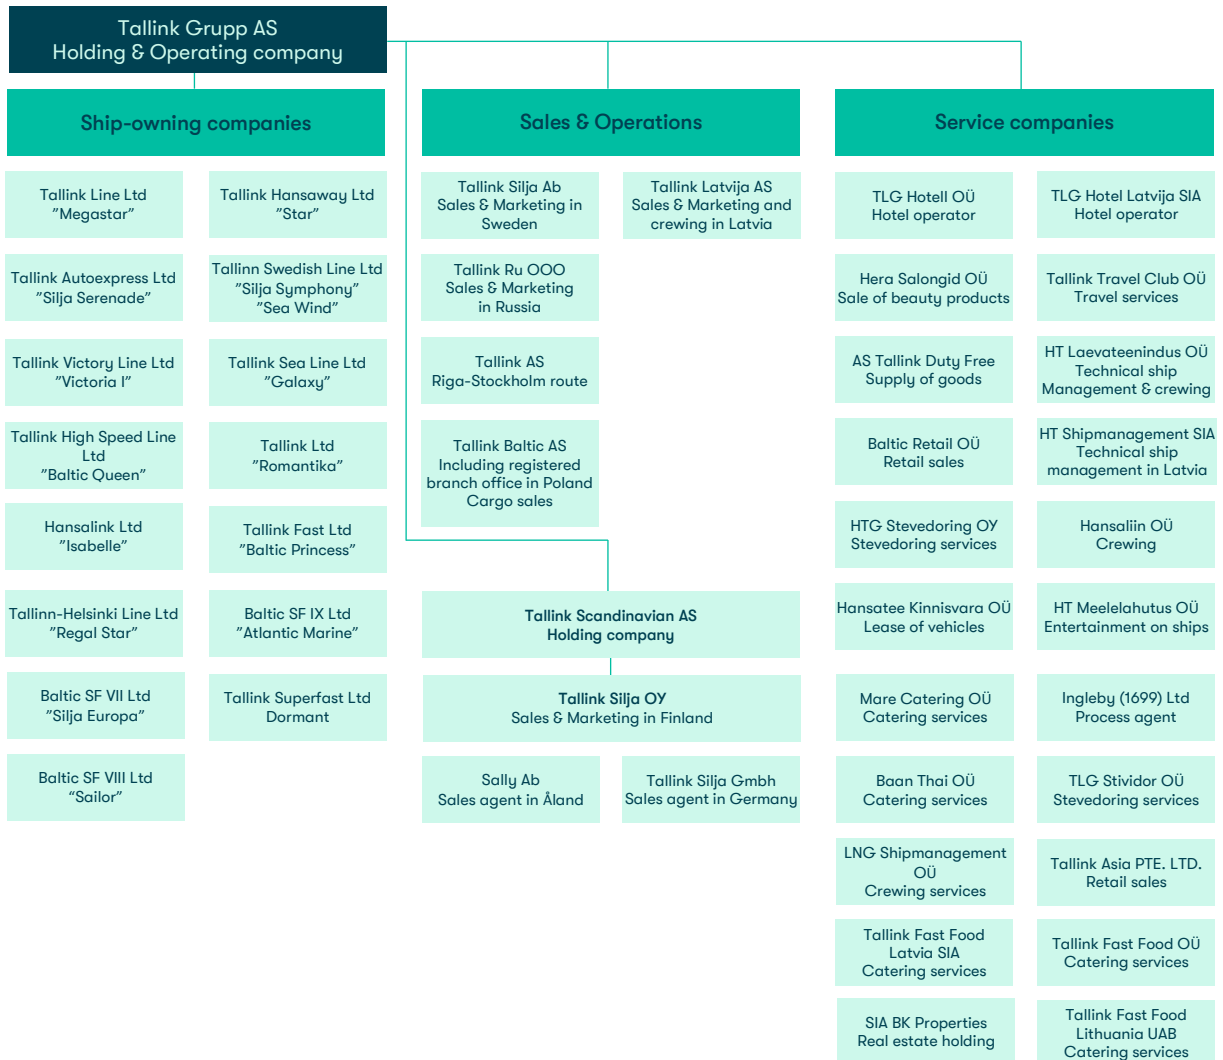 Tallink Grupp AS
Holding & Operating company
Ship-owning companies
Tallink Line Ltd
"Megastar"
Tallink Hansaway Ltd
"Star"
Tallink Autoexpress Ltd
"Silja Serenade"
Tallinn Swedish Line Ltd
"Silja Symphony"
"Sea Wind"
Tallink Victory Line Ltd
"Victoria I"
Tallink Sea Line Ltd
"Galaxy"
Tallink High Speed Line
Ltd
"Baltic Queen"
Tallink Ltd
"Romantika"
Hansalink Ltd
"Isabelle"
Tallink Fast Ltd
"Baltic Princess"
Tallinn-Helsinki Line Ltd
"Regal Star"
Baltic SF IX Ltd
"Atlantic Marine"
Baltic SF VII Ltd
"Silja Europa"
Tallink Superfast Ltd
Dormant
Baltic SF VIII Ltd
"Sailor"
Sales & Operations
Tallink Silja Ab
Sales & Marketing in
Sweden
Tallink Latvija AS
Sales & Marketing and
crewing in Latvia
Tallink Ru OOO
Sales & Marketing
in Russia
Tallink AS
Riga-Stockholm route
Tallink Baltic AS
Including registered
branch office in Poland
Cargo sales
Tallink Scandinavian AS
Holding company
Tallink Silja OY
Sales & Marketing in Finland
Sally Ab
Sales agent in Åland
Tallink Silja Gmbh
Sales agent in Germany
Service companies
TLG Hotell OÜ
Hotel operator
TLG Hotel Latvija SIA
Hotel operator
Hera Salongid OÜ
Sale of beauty products
Tallink Travel Club OÜ
Travel services
AS Tallink Duty Free
Supply of goods
HT Laevateenindus OÜ
Technical ship
Management & crewing
Baltic Retail OÜ
Retail sales
HT Shipmanagement SIA
Technical ship
management in Latvia
HTG Stevedoring OY
Stevedoring services
Hansaliin OÜ
Crewing
Hansatee Kinnisvara OÜ
Lease of vehicles
HT Meelelahutus OÜ
Entertainment on ships
Mare Catering OÜ
Catering services
Ingleby (1699) Ltd
Process agent
Baan Thai OÜ
Catering services
TLG Stividor OÜ
Stevedoring services
LNG Shipmanagement
OÜ
Crewing services
Tallink Asia PTE. LTD.
Retail sales
Tallink Fast Food
Latvia SIA
Catering services
Tallink Fast Food OÜ
Catering services
SIA BK Properties
Real estate holding
Tallink Fast Food
Lithuania UAB
Catering services